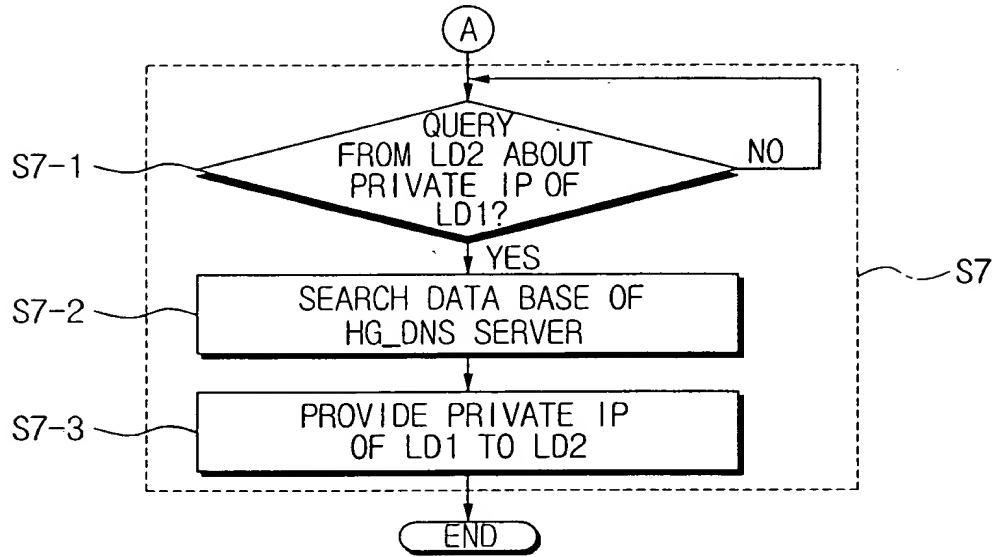 A
QUERY
FROM LD2 ABOUT
PRIVATE IP OF
LD1?
NO
S7-1
YES
S7
SEARCH DATA BASE OF
HG_DNS SERVER
S7-2
PROVIDE PRIVATE IP
OF LD1 TO LD2
S7-3
END